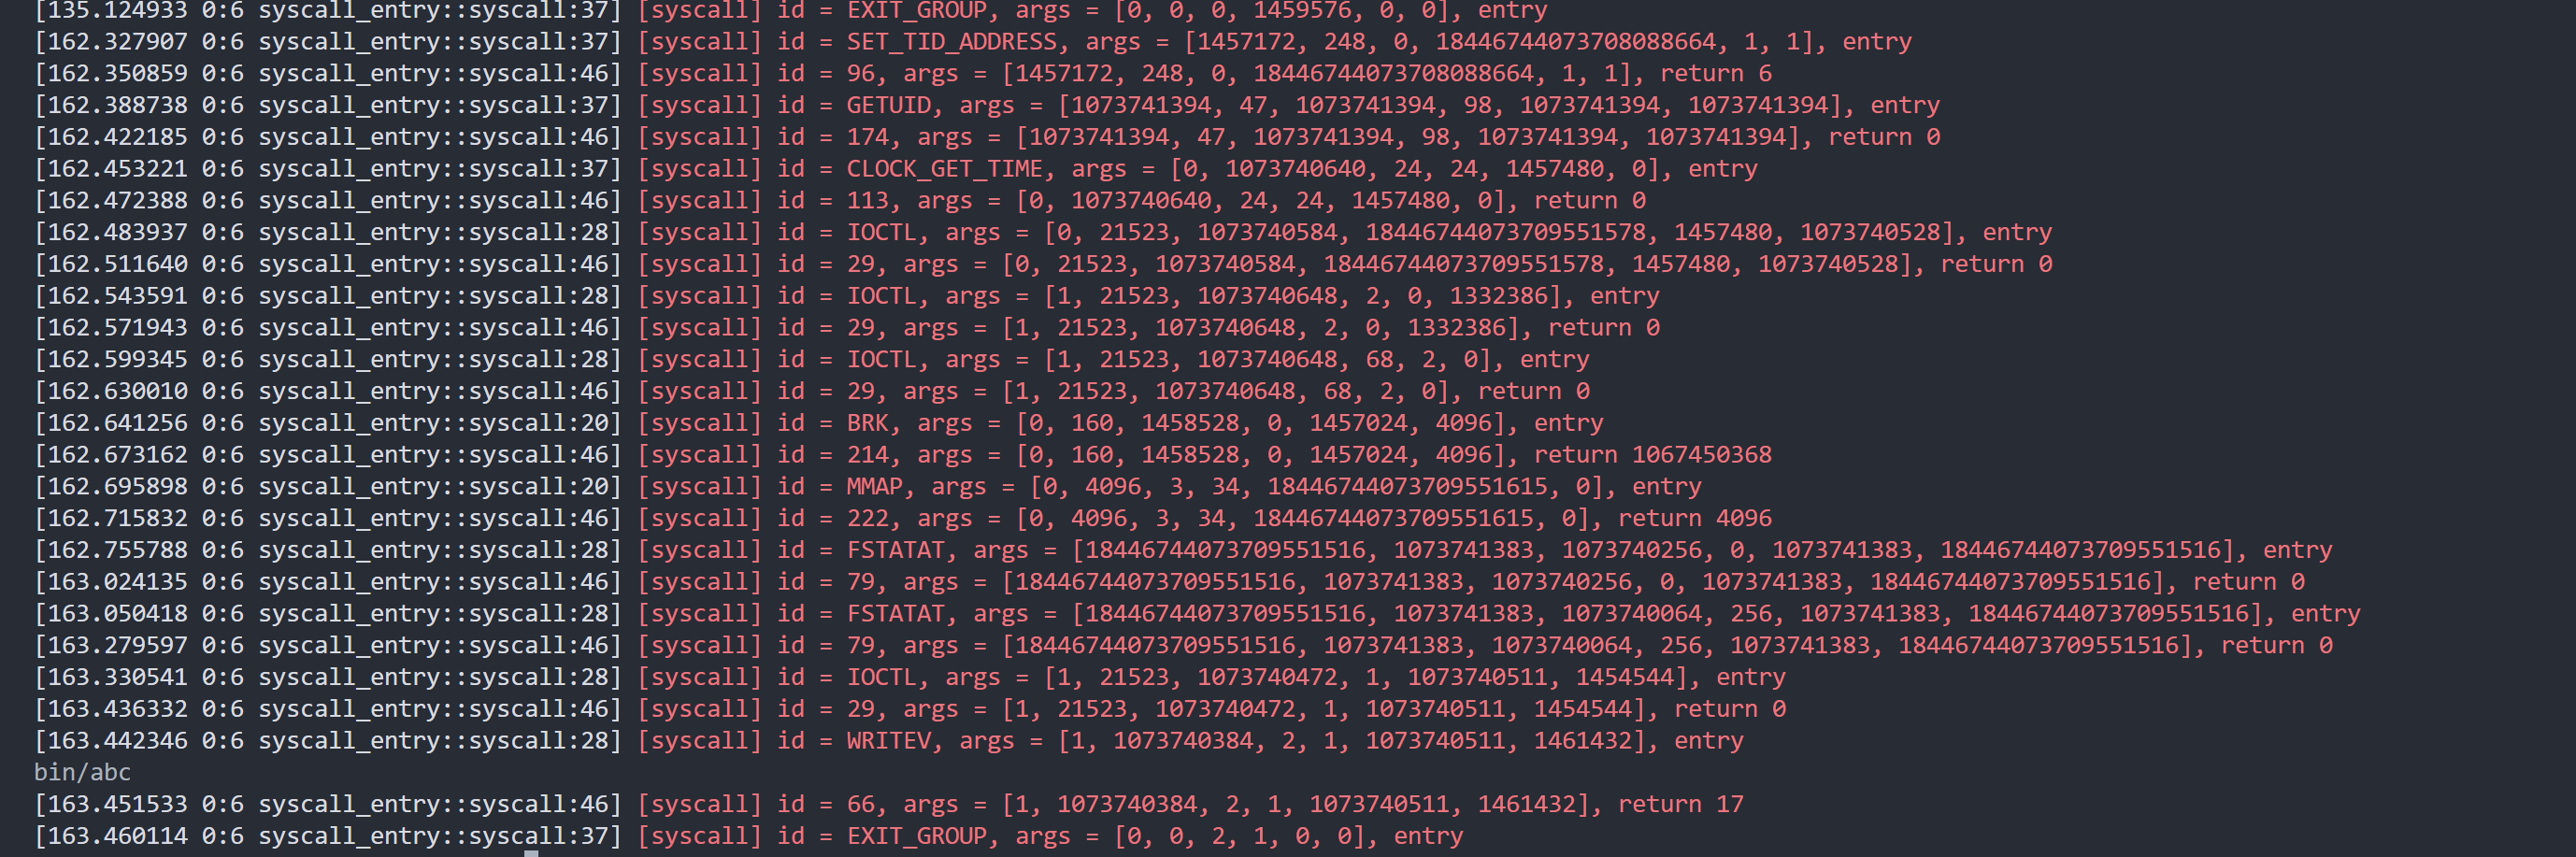 [135.124933 0:6 syscall_entry::syscall:37] [syscall] id = EXIT_GROUP, args = [0, 0, 0, 1459576, 0, 0], entry
[162.327907 0:6 syscall_entry::syscall:37] [syscall] id = SET_TID_ADDRESS, args = [1457172, 248, 0, 18446744073708088664, 1, 1], entry
[162.350859 0:6 syscall_entry::syscall:46] [syscall] id = 96, args = [1457172, 248, 0, 18446744073708088664, 1, 1], return 6
[162.388738 0:6 syscall_entry::syscall:37] [syscall] id = GETUID, args = [1073741394, 47, 1073741394, 98, 1073741394, 1073741394], entry
[162.422185 0:6 syscall_entry::syscall:46] [syscall] id = 174, args = [1073741394, 47, 1073741394, 98, 1073741394, 1073741394], return 0
[162.453221 0:6 syscall_entry::syscall:37] [syscall] id = CLOCK_GET_TIME, args = [0, 1073740640, 24, 24, 1457480, 0], entry
[162.472388 0:6 syscall_entry::syscall:46] [syscall] id = 113, args = [0, 1073740640, 24, 24, 1457480, 0], return 0
[162.483937 0:6 syscall_entry::syscall:28] [syscall] id = IOCTL, args = [0, 21523, 1073740584, 18446744073709551578, 1457480, 1073740528], entry
[162.511640 0:6 syscall_entry::syscall:46] [syscall] id = 29, args = [0, 21523, 1073740584, 18446744073709551578, 1457480, 1073740528], return 0
[162.543591 0:6 syscall_entry::syscall:28] [syscall] id = IOCTL, args = [1, 21523, 1073740648, 2, 0, 1332386], entry
[162.571943 0:6 syscall_entry::syscall:46] [syscall] id = 29, args = [1, 21523, 1073740648, 2, 0, 1332386], return 0
[162.599345 0:6 syscall_entry::syscall:28] [syscall] id = IOCTL, args = [1, 21523, 1073740648, 68, 2, 0], entry
[162.630010 0:6 syscall_entry::syscall:46] [syscall] id = 29, args = [1, 21523, 1073740648, 68, 2, 0], return 0
[162.641256 0:6 syscall_entry::syscall:20] [syscall] id = BRK, args = [0, 160, 1458528, 0, 1457024, 4096], entry
[162.673162 0:6 syscall_entry::syscall:46] [syscall] id = 214, args = [0, 160, 1458528, 0, 1457024, 4096], return 1067450368
[162.695898 0:6 syscall_entry::syscall:20] [syscall] id = MMAP, args = [0, 4096, 3, 34, 18446744073709551615, 0], entry
[162.715832 0:6 syscall_entry::syscall:46] [syscall] id = 222, args = [0, 4096, 3, 34, 18446744073709551615, 0], return 4096
[162.755788 0:6 syscall_entry::syscall:28] [syscall] id = FSTATAT, args = [18446744073709551516, 1073741383, 1073740256, 0, 1073741383, 18446744073709551516], entry
[163.024135 0:6 syscall_entry::syscall:46] [syscall] id = 79, args = [18446744073709551516, 1073741383, 1073740256, 0, 1073741383, 18446744073709551516], return 0
[163.050418 0:6 syscall_entry::syscall:28] [syscall] id = FSTATAT, args = [18446744073709551516, 1073741383, 1073740064, 256, 1073741383, 18446744073709551516], entry
[163.279597 0:6 syscall_entry::syscall:46] [syscall] id = 79, args = [18446744073709551516, 1073741383, 1073740064, 256, 1073741383, 18446744073709551516], return 0
[163.330541 0:6 syscall_entry::syscall:28] [syscall] id = IOCTL, args = [1, 21523, 1073740472, 1, 1073740511, 1454544], entry
[163.436332 0:6 syscall_entry::syscall:46] [syscall] id = 29, args = [1, 21523, 1073740472, 1, 1073740511, 1454544], return 0
[163.442346 0:6 syscall_entry::syscall:28] [syscall] id = WRITEV, args = [1, 1073740384, 2, 1, 1073740511, 1461432], entry
bin/abc
[163.451533 0:6 syscall_entry::syscall:46] [syscall] id = 66, args = [1, 1073740384, 2, 1, 1073740511, 1461432], return 17
[163.460114 0:6 syscall_entry::syscall:37] [syscall] id = EXIT_GROUP, args = [0, 0, 2, 1, 0, 0], entry